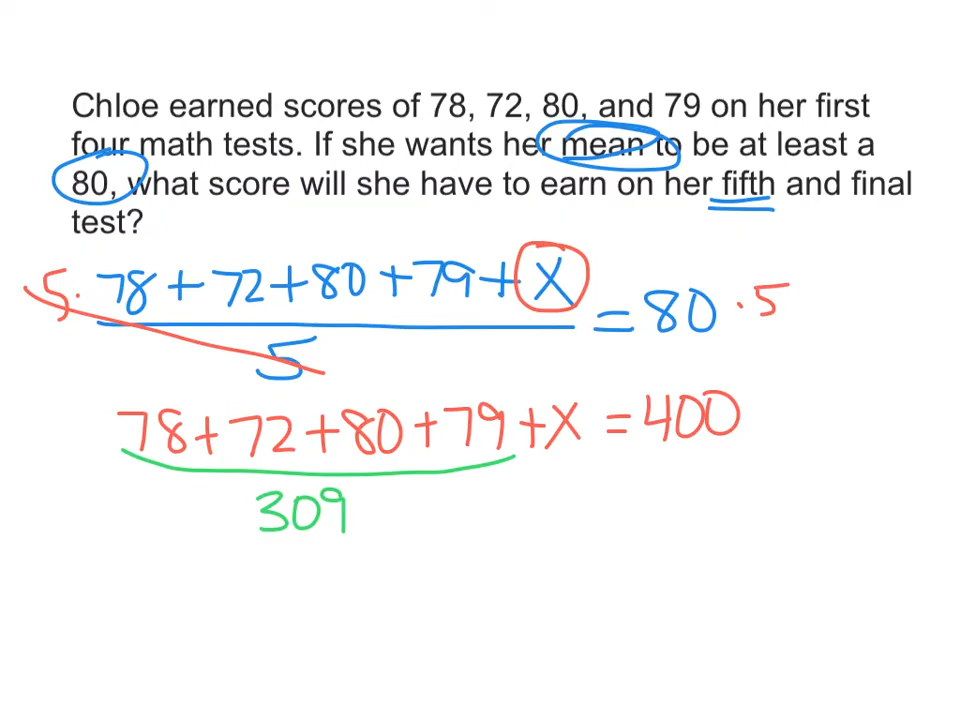 Chloe earned scores of 78, 72, 80, and 79 on her first
four math tests. If she wants her mean to be at least a
80, what score will she have to earn on her fifth and final
test?
5· 78+72+80+79+X = 80 ·5
5
78+72+80+79+X = 400
309